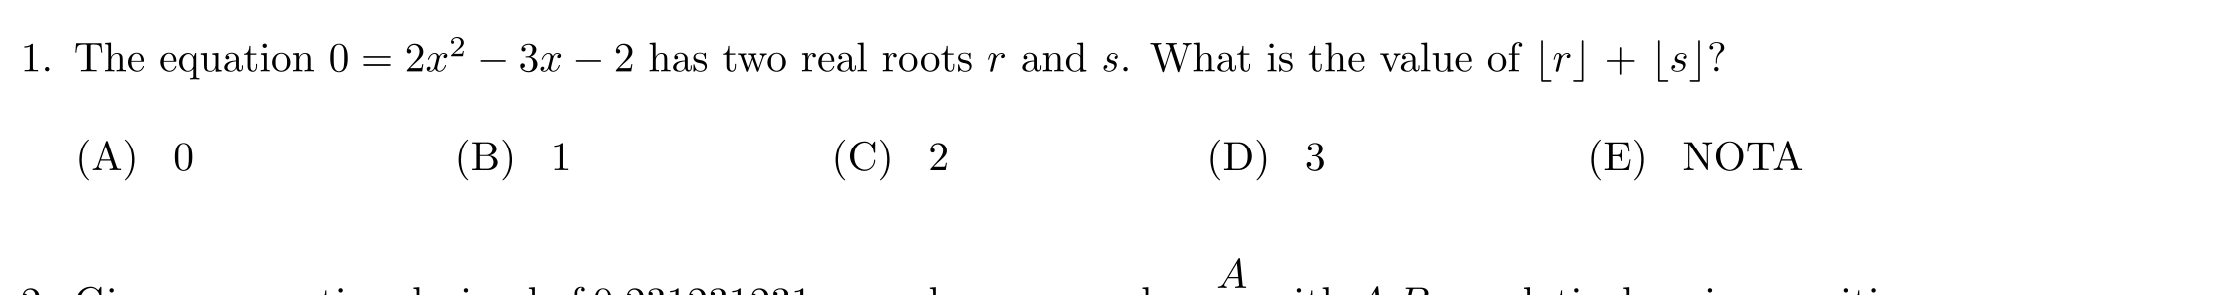 1. The equation 0 = 2x² − 3x − 2 has two real roots r and s. What is the value of ⌊r⌋ + ⌊s⌋?
(A) 0 (B) 1 (C) 2 (D) 3 (E) NOTA
A